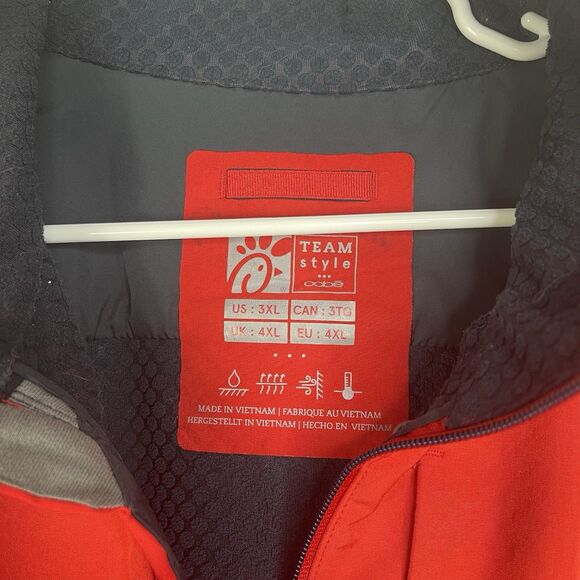 TEAM
style
oobe
US : 3XL CAN : 3TG
UK : 4XL EU : 4XL
MADE IN VIETNAM | FABRIQUE AU VIETNAM
HERGESTELLT IN VIETNAM | HECHO EN VIETNAM